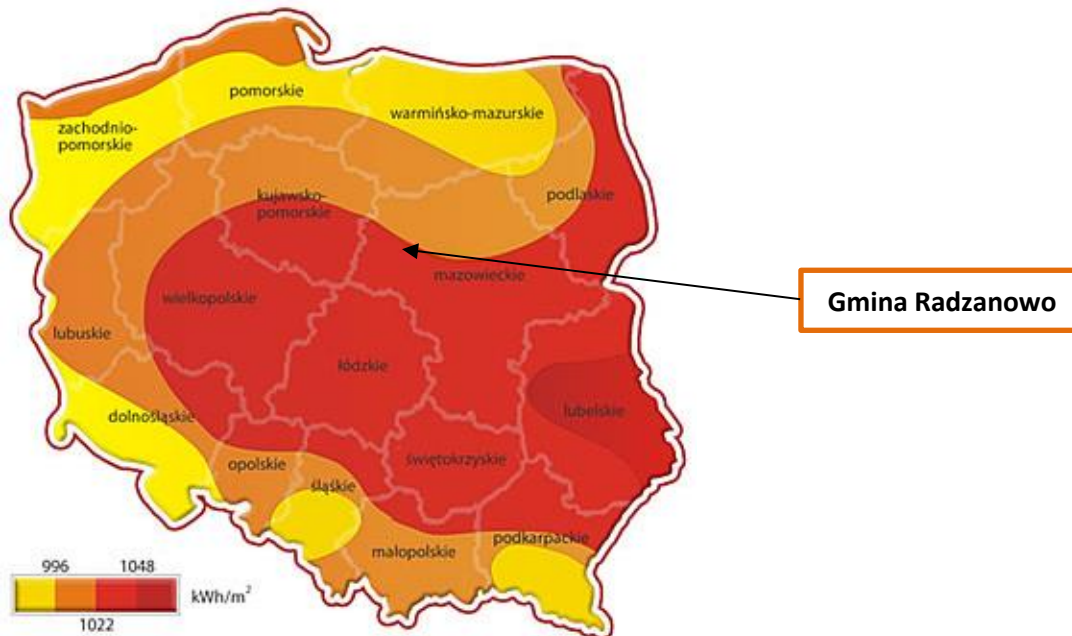 pomorskie
warmińsko-mazurskie
zachodnio-
pomorskie
podlaskie
kujawsko-
pomorskie
mazowieckie
Gmina Radzanowo
wielkopolskie
lubuskie
łódzkie
lubelskie
dolnośląskie
świętokrzyskie
opolskie
śląskie
podkarpackie
małopolskie
996 1048
kWh/m²
1022